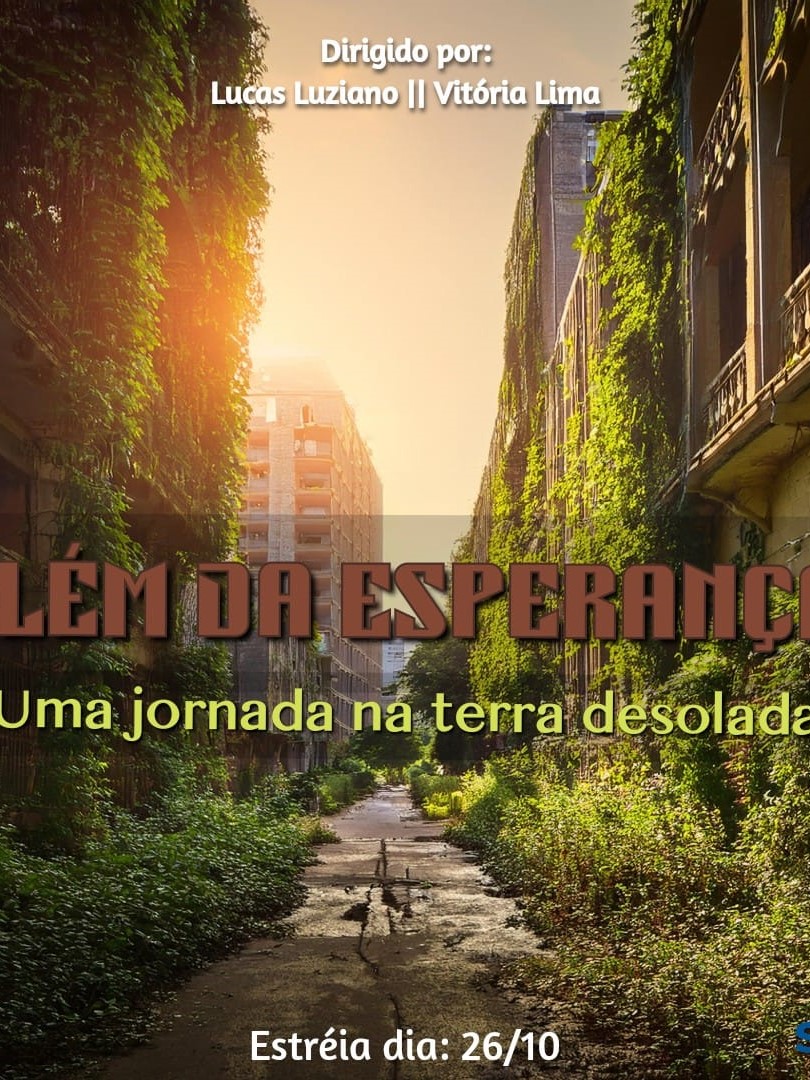 Dirigido por:
Lucas Luziano || Vitória Lima
LÉM DA ESPERANÇ
Uma jornada na terra desolada
Estréia dia: 26/10